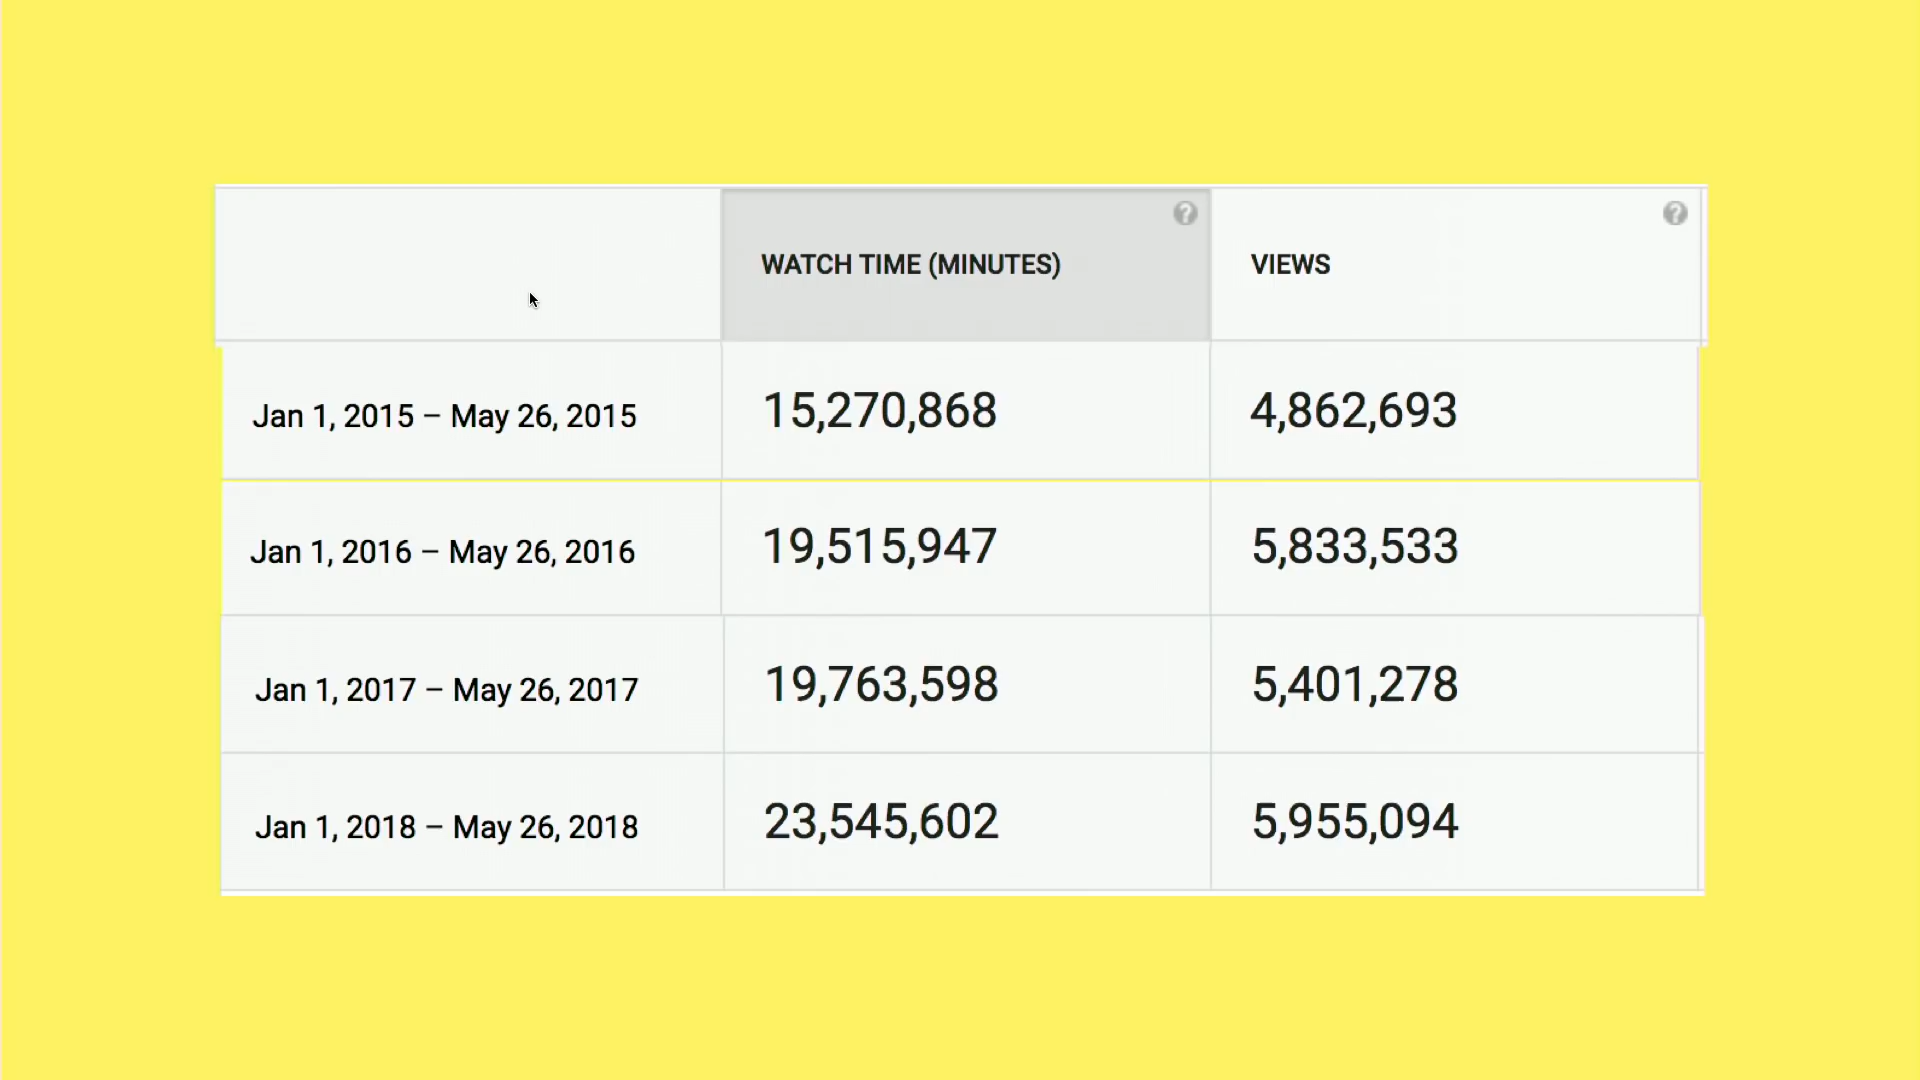 WATCH TIME (MINUTES) VIEWS
Jan 1, 2015 – May 26, 2015 15,270,868 4,862,693
Jan 1, 2016 – May 26, 2016 19,515,947 5,833,533
Jan 1, 2017 – May 26, 2017 19,763,598 5,401,278
Jan 1, 2018 – May 26, 2018 23,545,602 5,955,094